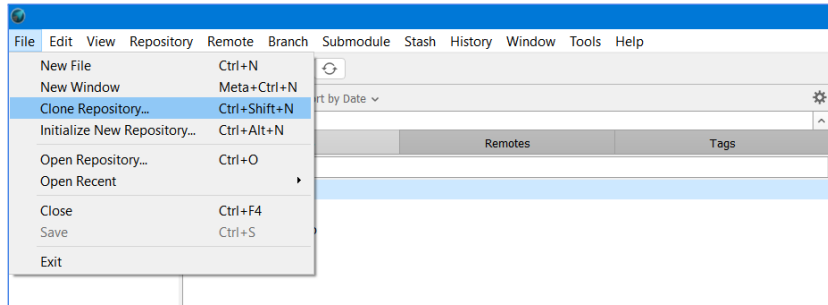 File Edit View Repository Remote Branch Submodule Stash History Window Tools Help
New File Ctrl+N
New Window Meta+Ctrl+N
Clone Repository... Ctrl+Shift+N
rt by Date
Initialize New Repository... Ctrl+Alt+N
Remotes Tags
Open Repository... Ctrl+O
Open Recent
Close Ctrl+F4
Save Ctrl+S
Exit